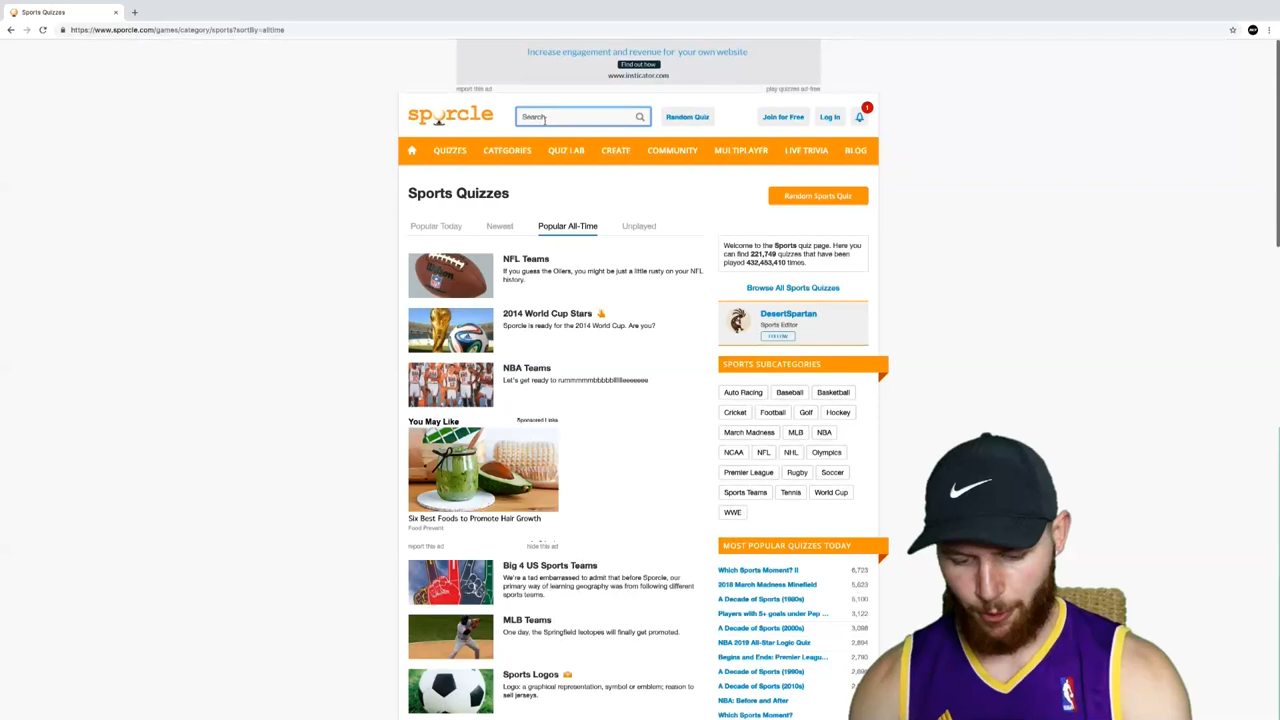 Sports Quizzes
https://www.sporcle.com/games/category/sports?sortBy=alltime
Increase engagement and revenue for your own website
Find out how
www.insticator.com
report this ad
play quizzes ad-free
sporcle
Search
Random Quiz
Join for Free
Log In
1
QUIZZES
CATEGORIES
QUIZ LAB
CREATE
COMMUNITY
MULTIPLAYER
LIVE TRIVIA
BLOG
Sports Quizzes
Random Sports Quiz
Popular Today
Newest
Popular All-Time
Unplayed
NFL Teams
If you guess the Oilers, you might be just a little rusty on your NFL
history.
2014 World Cup Stars
Sporcle is ready for the 2014 World Cup. Are you?
NBA Teams
Let's get ready to rummmmmbbbbblllllleeeeeee
You May Like
Sponsored Links
Six Best Foods to Promote Hair Growth
Food Prevent
report this ad
hide this ad
Big 4 US Sports Teams
We're a tad embarrassed to admit that before Sporcle, our
primary way of learning geography was from following different
sports teams.
MLB Teams
One day, the Springfield Isotopes will finally get promoted.
Sports Logos
Logo: a graphical representation, symbol or emblem; reason to
sell jerseys.
Welcome to the Sports quiz page. Here you
can find 221,749 quizzes that have been
played 432,453,410 times.
Browse All Sports Quizzes
DesertSpartan
Sports Editor
FOLLOW
SPORTS SUBCATEGORIES
Auto Racing
Baseball
Basketball
Cricket
Football
Golf
Hockey
March Madness
MLB
NBA
NCAA
NFL
NHL
Olympics
Premier League
Rugby
Soccer
Sports Teams
Tennis
World Cup
WWE
MOST POPULAR QUIZZES TODAY
Which Sports Moment? II 6,723
2018 March Madness Minefield 5,623
A Decade of Sports (1980s) 5,100
Players with 5+ goals under Pep ... 3,122
A Decade of Sports (2000s) 3,098
NBA 2019 All-Star Logic Quiz 2,894
Begins and Ends: Premier Leagu... 2,790
A Decade of Sports (1990s)
A Decade of Sports (2010s)
NBA: Before and After
Which Sports Moment?